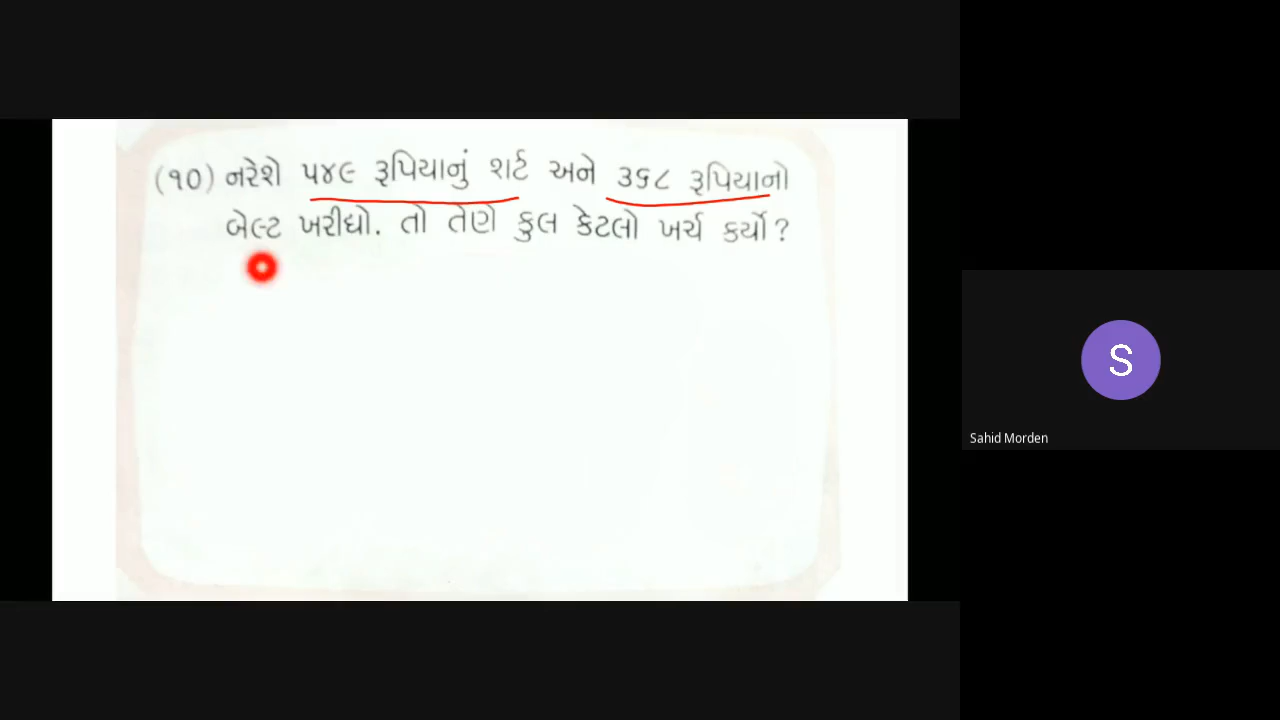 (૧૦) નરેશે ૫૪૯ રૂપિયાનું શર્ટ અને ૩૬૮ રૂપિયાનો
બેલ્ટ ખરીધો. તો તેણે કુલ કેટલો ખર્ચ કર્યો?
S
Sahid Morden